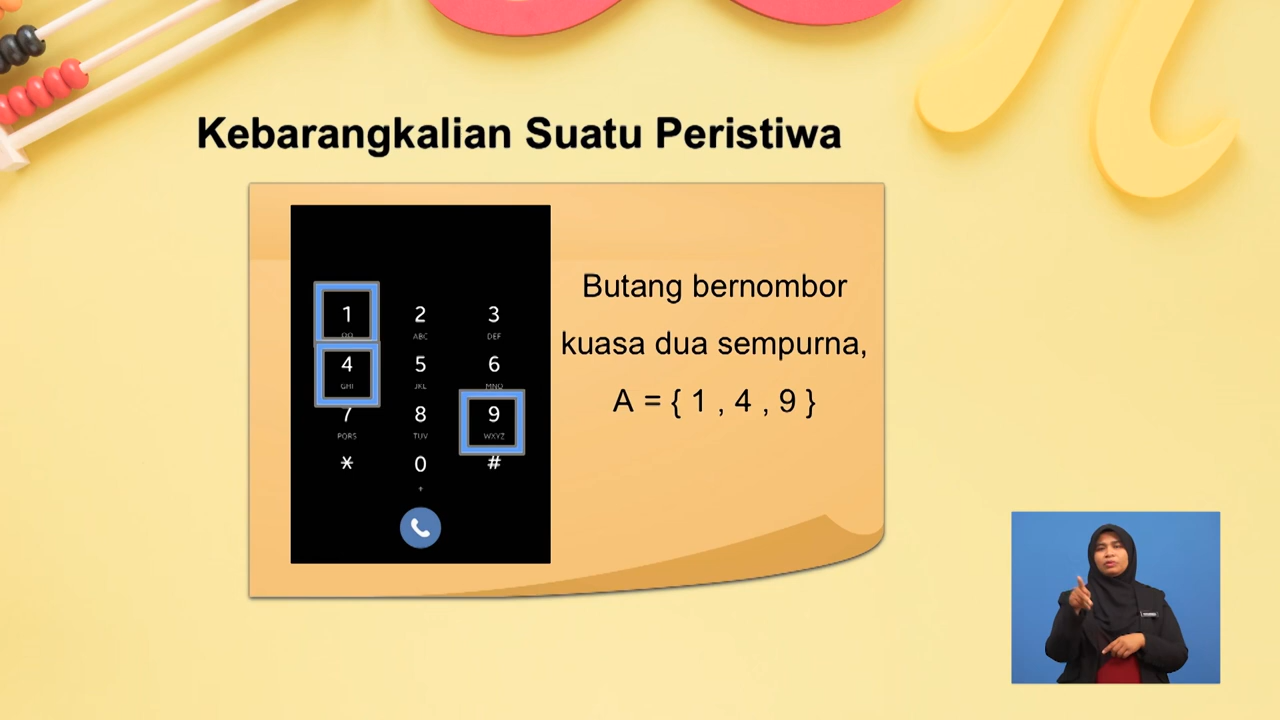 Kebarangkalian Suatu Peristiwa
1 2 3
ABC DEF
4 5 6
GHI JKL MNO
7 8 9
PQRS TUV WXYZ
* 0 #
+
Butang bernombor
kuasa dua sempurna,
A = { 1 , 4 , 9 }